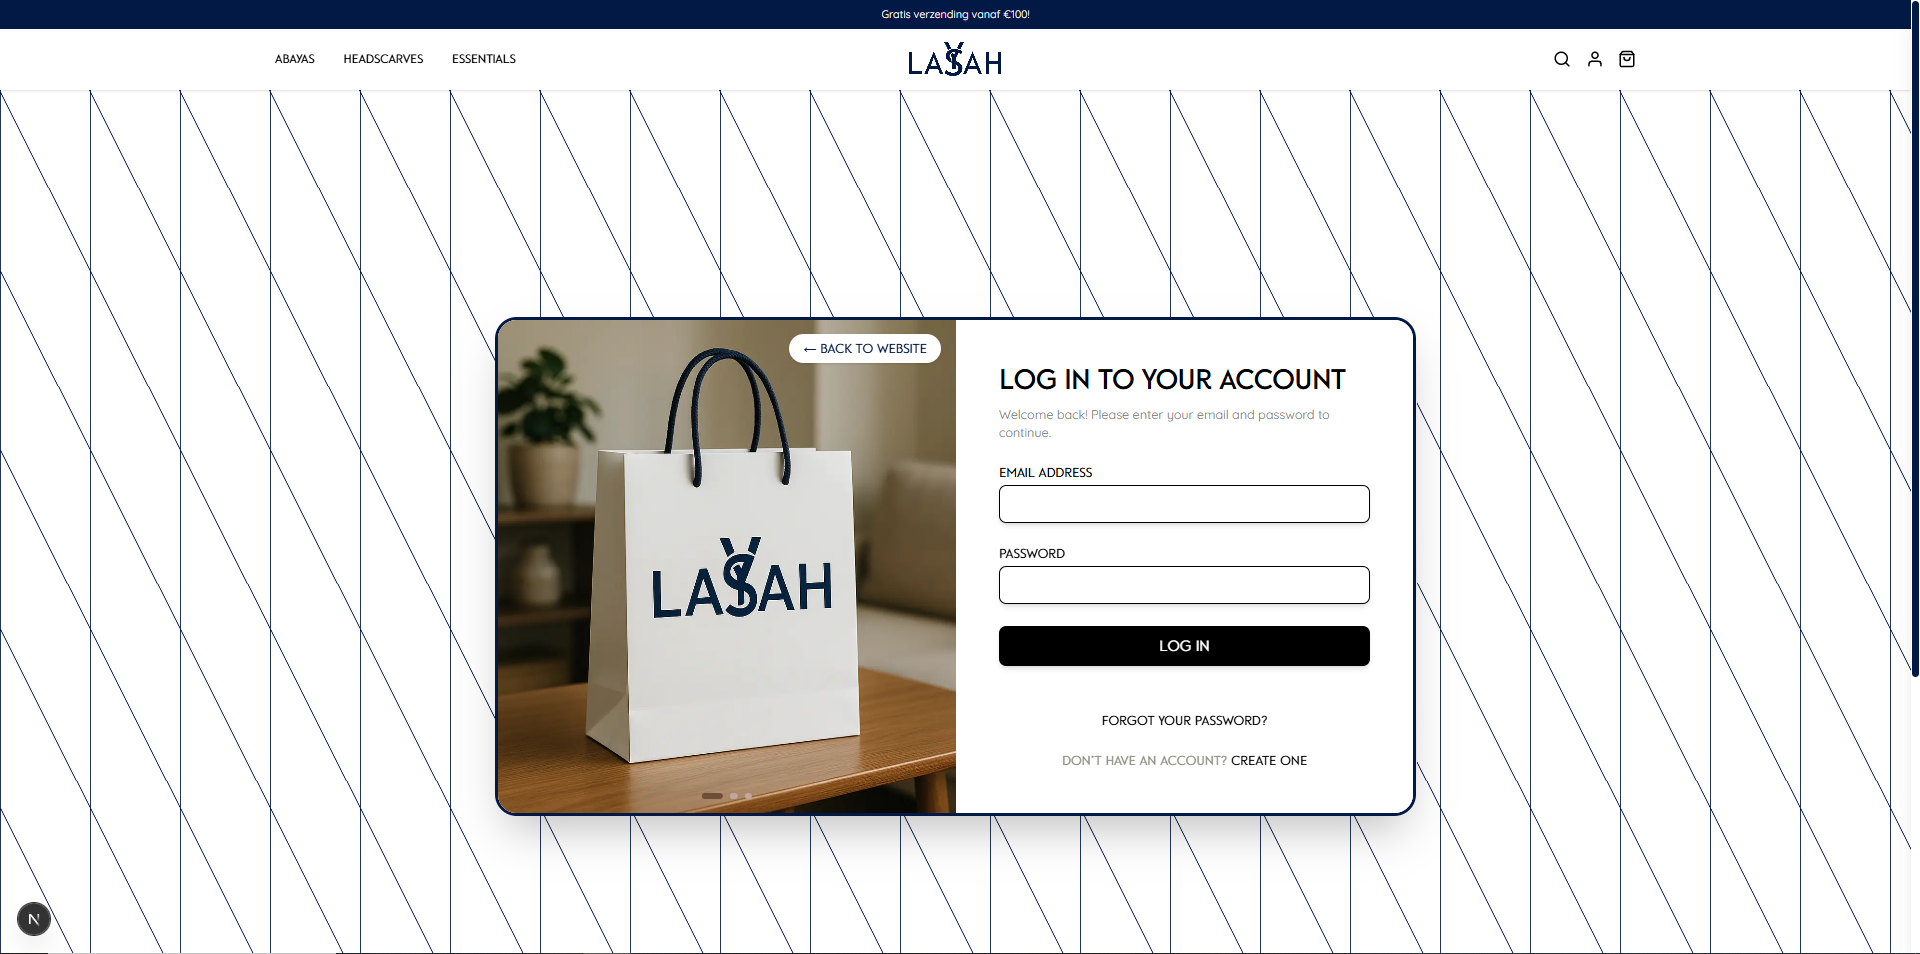 Gratis verzending vanaf €100!
ABAYAS
HEADSCARVES
ESSENTIALS
LAYSAH
← BACK TO WEBSITE
LAYSAH
LOG IN TO YOUR ACCOUNT
Welcome back! Please enter your email and password to
continue.
EMAIL ADDRESS
PASSWORD
LOG IN
FORGOT YOUR PASSWORD?
DON'T HAVE AN ACCOUNT? CREATE ONE
N